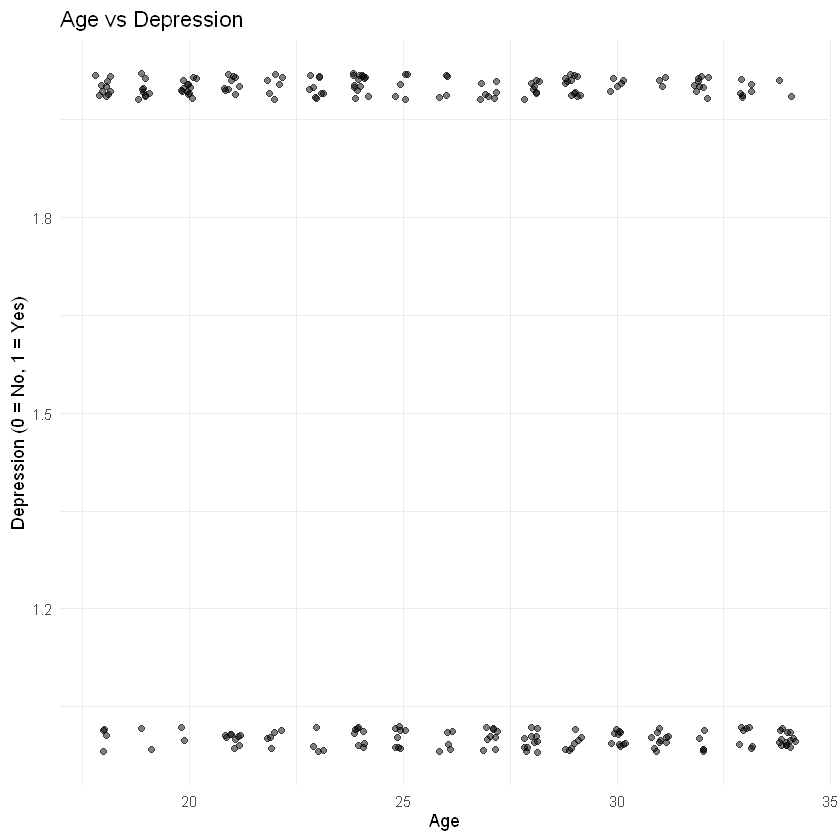 Age vs Depression
Depression (0 = No, 1 = Yes)
1.8
1.5
1.2
20 25 30 35
Age